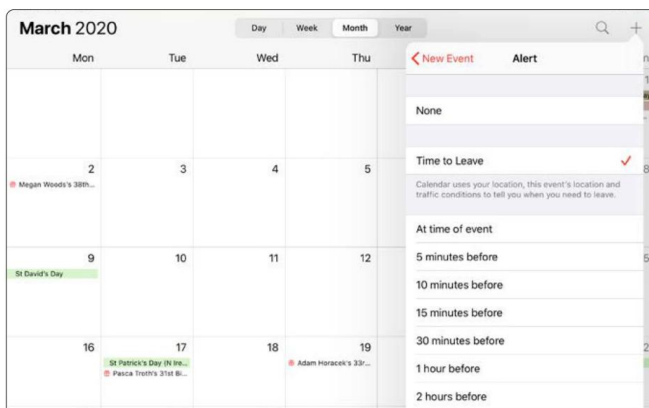 March 2020
Day Week Month Year
Mon Tue Wed Thu
New Event Alert
None
Time to Leave
Calendar uses your location, this event's location and
traffic conditions to tell you when you need to leave.
At time of event
5 minutes before
10 minutes before
15 minutes before
30 minutes before
1 hour before
2 hours before
2 3 4 5
Megan Woods's 38th...
9 10 11 12
St David's Day
16 17 18 19
St Patrick's Day (N Ire...
Adam Horacek's 33r...
Pasca Troth's 31st Bi...